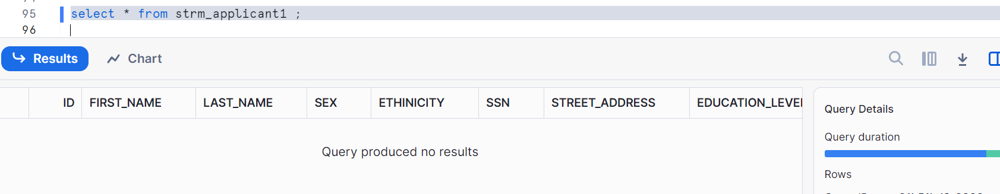 95 select * from strm_applicant1 ;
96
Results Chart
ID FIRST_NAME LAST_NAME SEX ETHINICITY SSN STREET_ADDRESS EDUCATION_LEVEL
Query produced no results
Query Details
Query duration
Rows